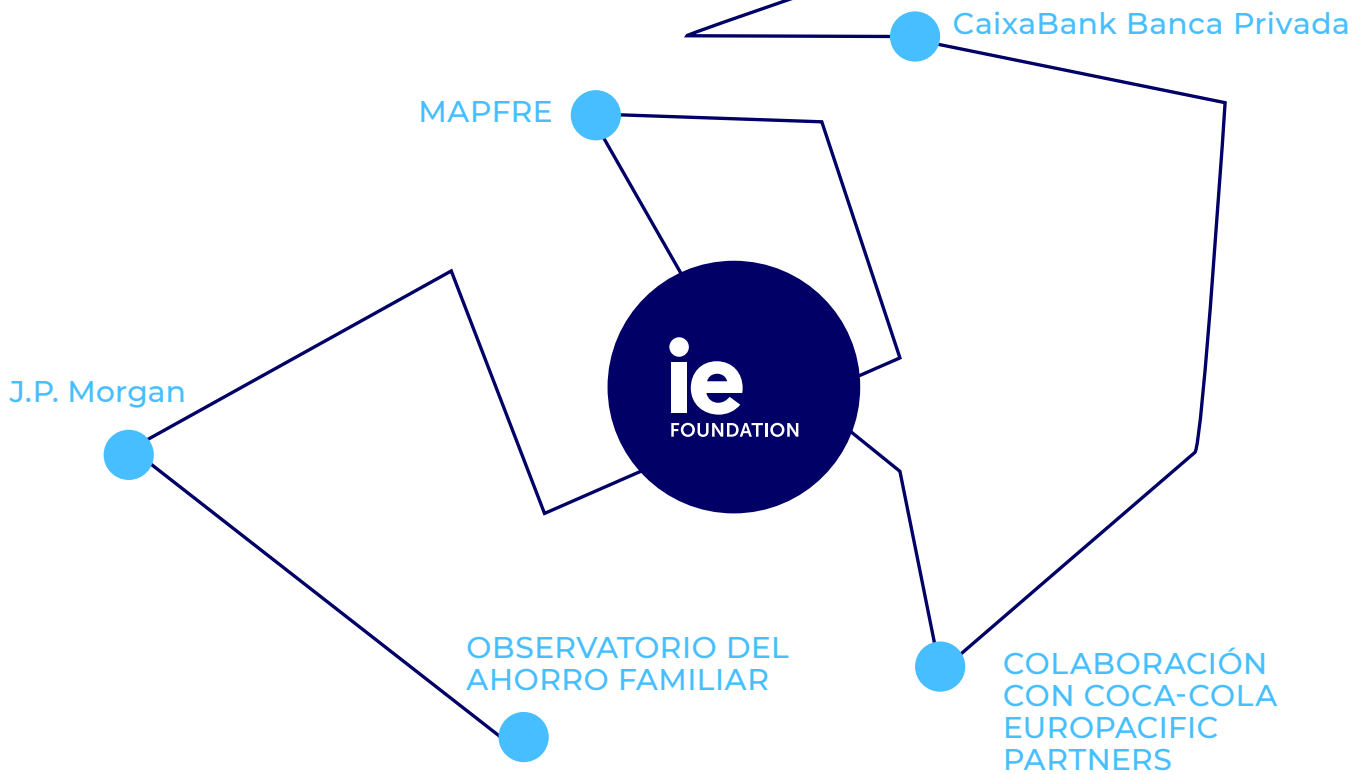 CaixaBank Banca Privada
MAPFRE
ie
FOUNDATION
J.P. Morgan
OBSERVATORIO DEL
AHORRO FAMILIAR
COLABORACIÓN
CON COCA-COLA
EUROPACIFIC
PARTNERS